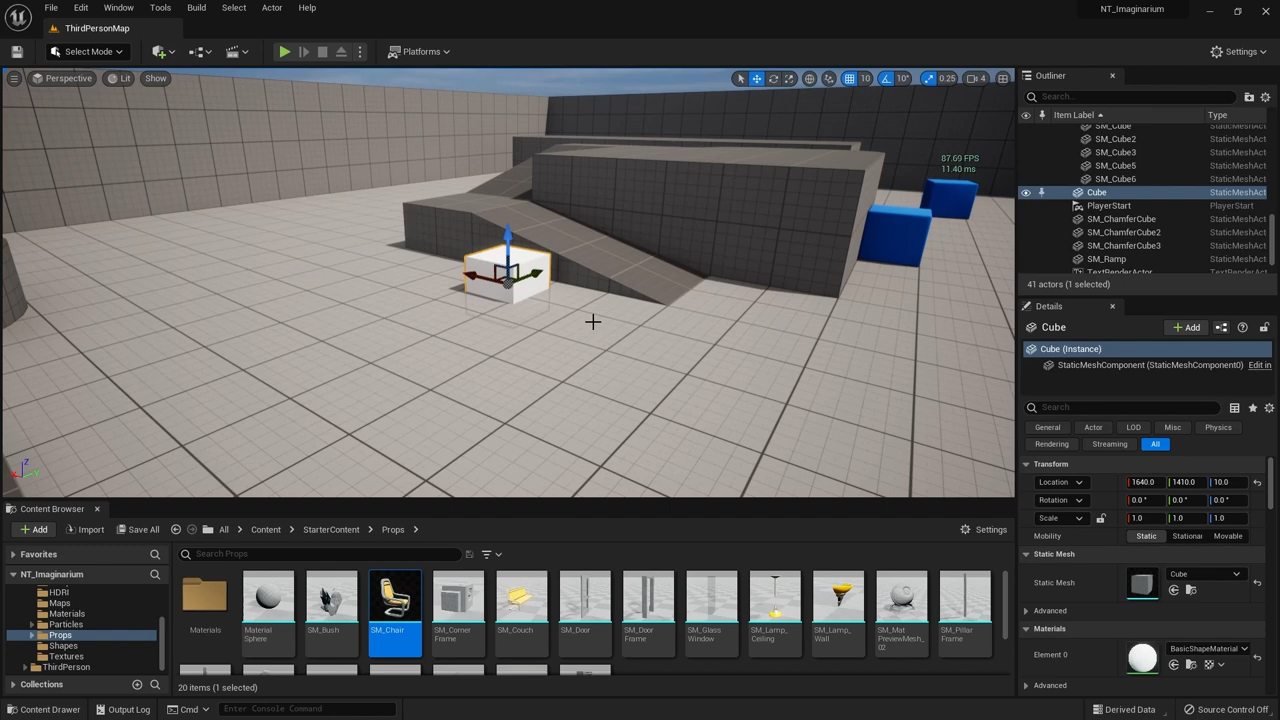 File Edit Window Tools Build Select Actor Help
NT_Imaginarium
ThirdPersonMap
Select Mode
Platforms
Settings
Perspective Lit Show
10 10° 0.25 4
87.69 FPS
11.40 ms
Outliner
Search...
Item Label Type
SM_Cube StaticMeshAct
SM_Cube2 StaticMeshAct
SM_Cube3 StaticMeshAct
SM_Cube5 StaticMeshAct
SM_Cube6 StaticMeshAct
Cube StaticMeshAct
PlayerStart PlayerStart
SM_ChamferCube StaticMeshAct
SM_ChamferCube2 StaticMeshAct
SM_ChamferCube3 StaticMeshAct
SM_Ramp StaticMeshAct
TextRenderActor TextRenderAct
41 actors (1 selected)
Details
Cube
Add
Cube (Instance)
StaticMeshComponent (StaticMeshComponent0) Edit in
Search
General Actor LOD Misc Physics
Rendering Streaming All
Transform
Location 1640.0 1410.0 10.0
Rotation 0.0 ° 0.0 ° 0.0 °
Scale 1.0 1.0 1.0
Mobility Static Stationai Movable
Static Mesh
Static Mesh Cube
Advanced
Materials
Element 0 BasicShapeMaterial
Advanced
Content Browser
Add Import Save All All Content StarterContent Props
Settings
Favorites
Search Props
NT_Imaginarium
HDRI
Maps
Materials
Particles
Props
Shapes
Textures
ThirdPerson
Collections
Materials
Material Sphere
SM_Bush
SM_Chair
SM_Corner Frame
SM_Couch
SM_Door
SM_Door Frame
SM_Glass Window
SM_Lamp_ Ceiling
SM_Lamp_ Wall
SM_Mat PreviewMesh_ 02
SM_Pillar Frame
20 items (1 selected)
Content Drawer Output Log Cmd Enter Console Command
Derived Data Source Control Off
X Y Z